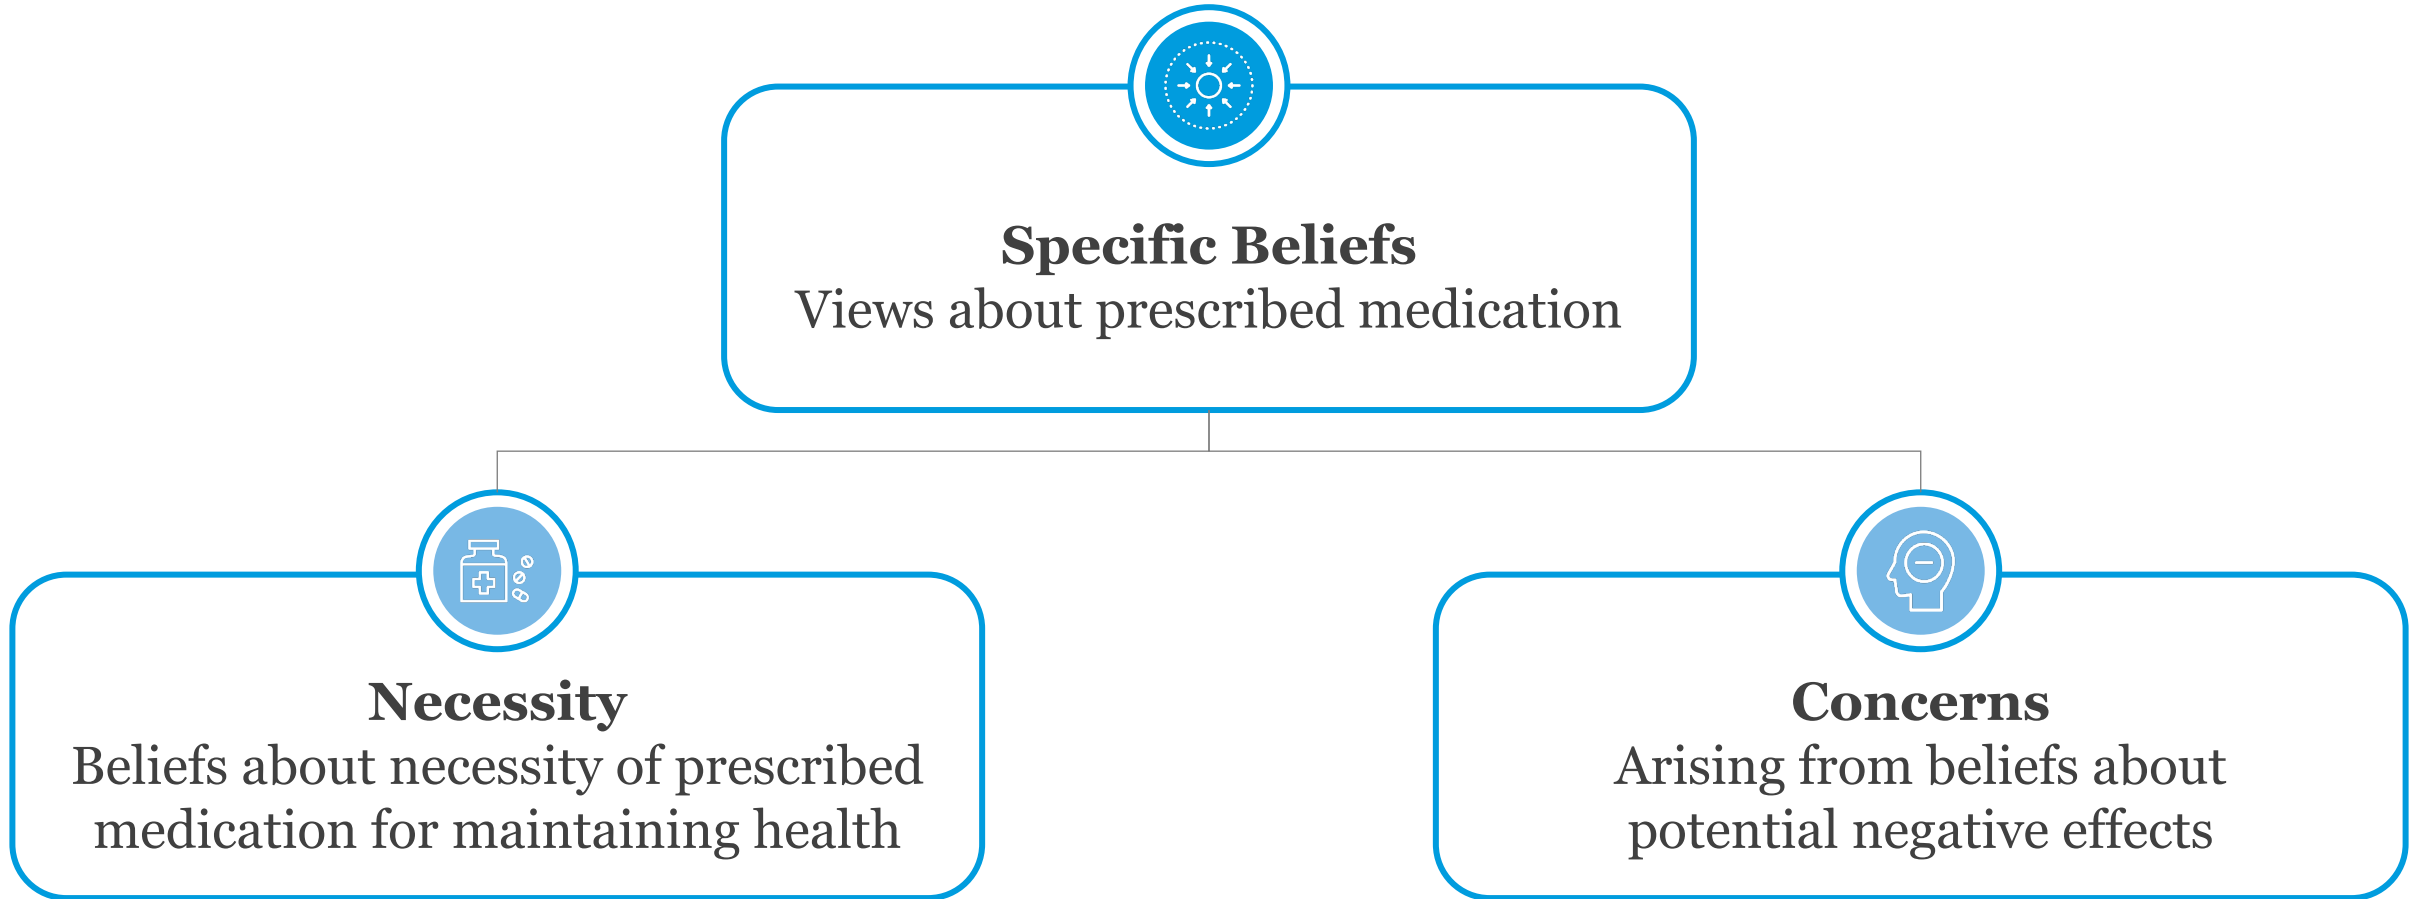 Specific Beliefs
Views about prescribed medication
Necessity
Beliefs about necessity of prescribed
medication for maintaining health
Concerns
Arising from beliefs about
potential negative effects